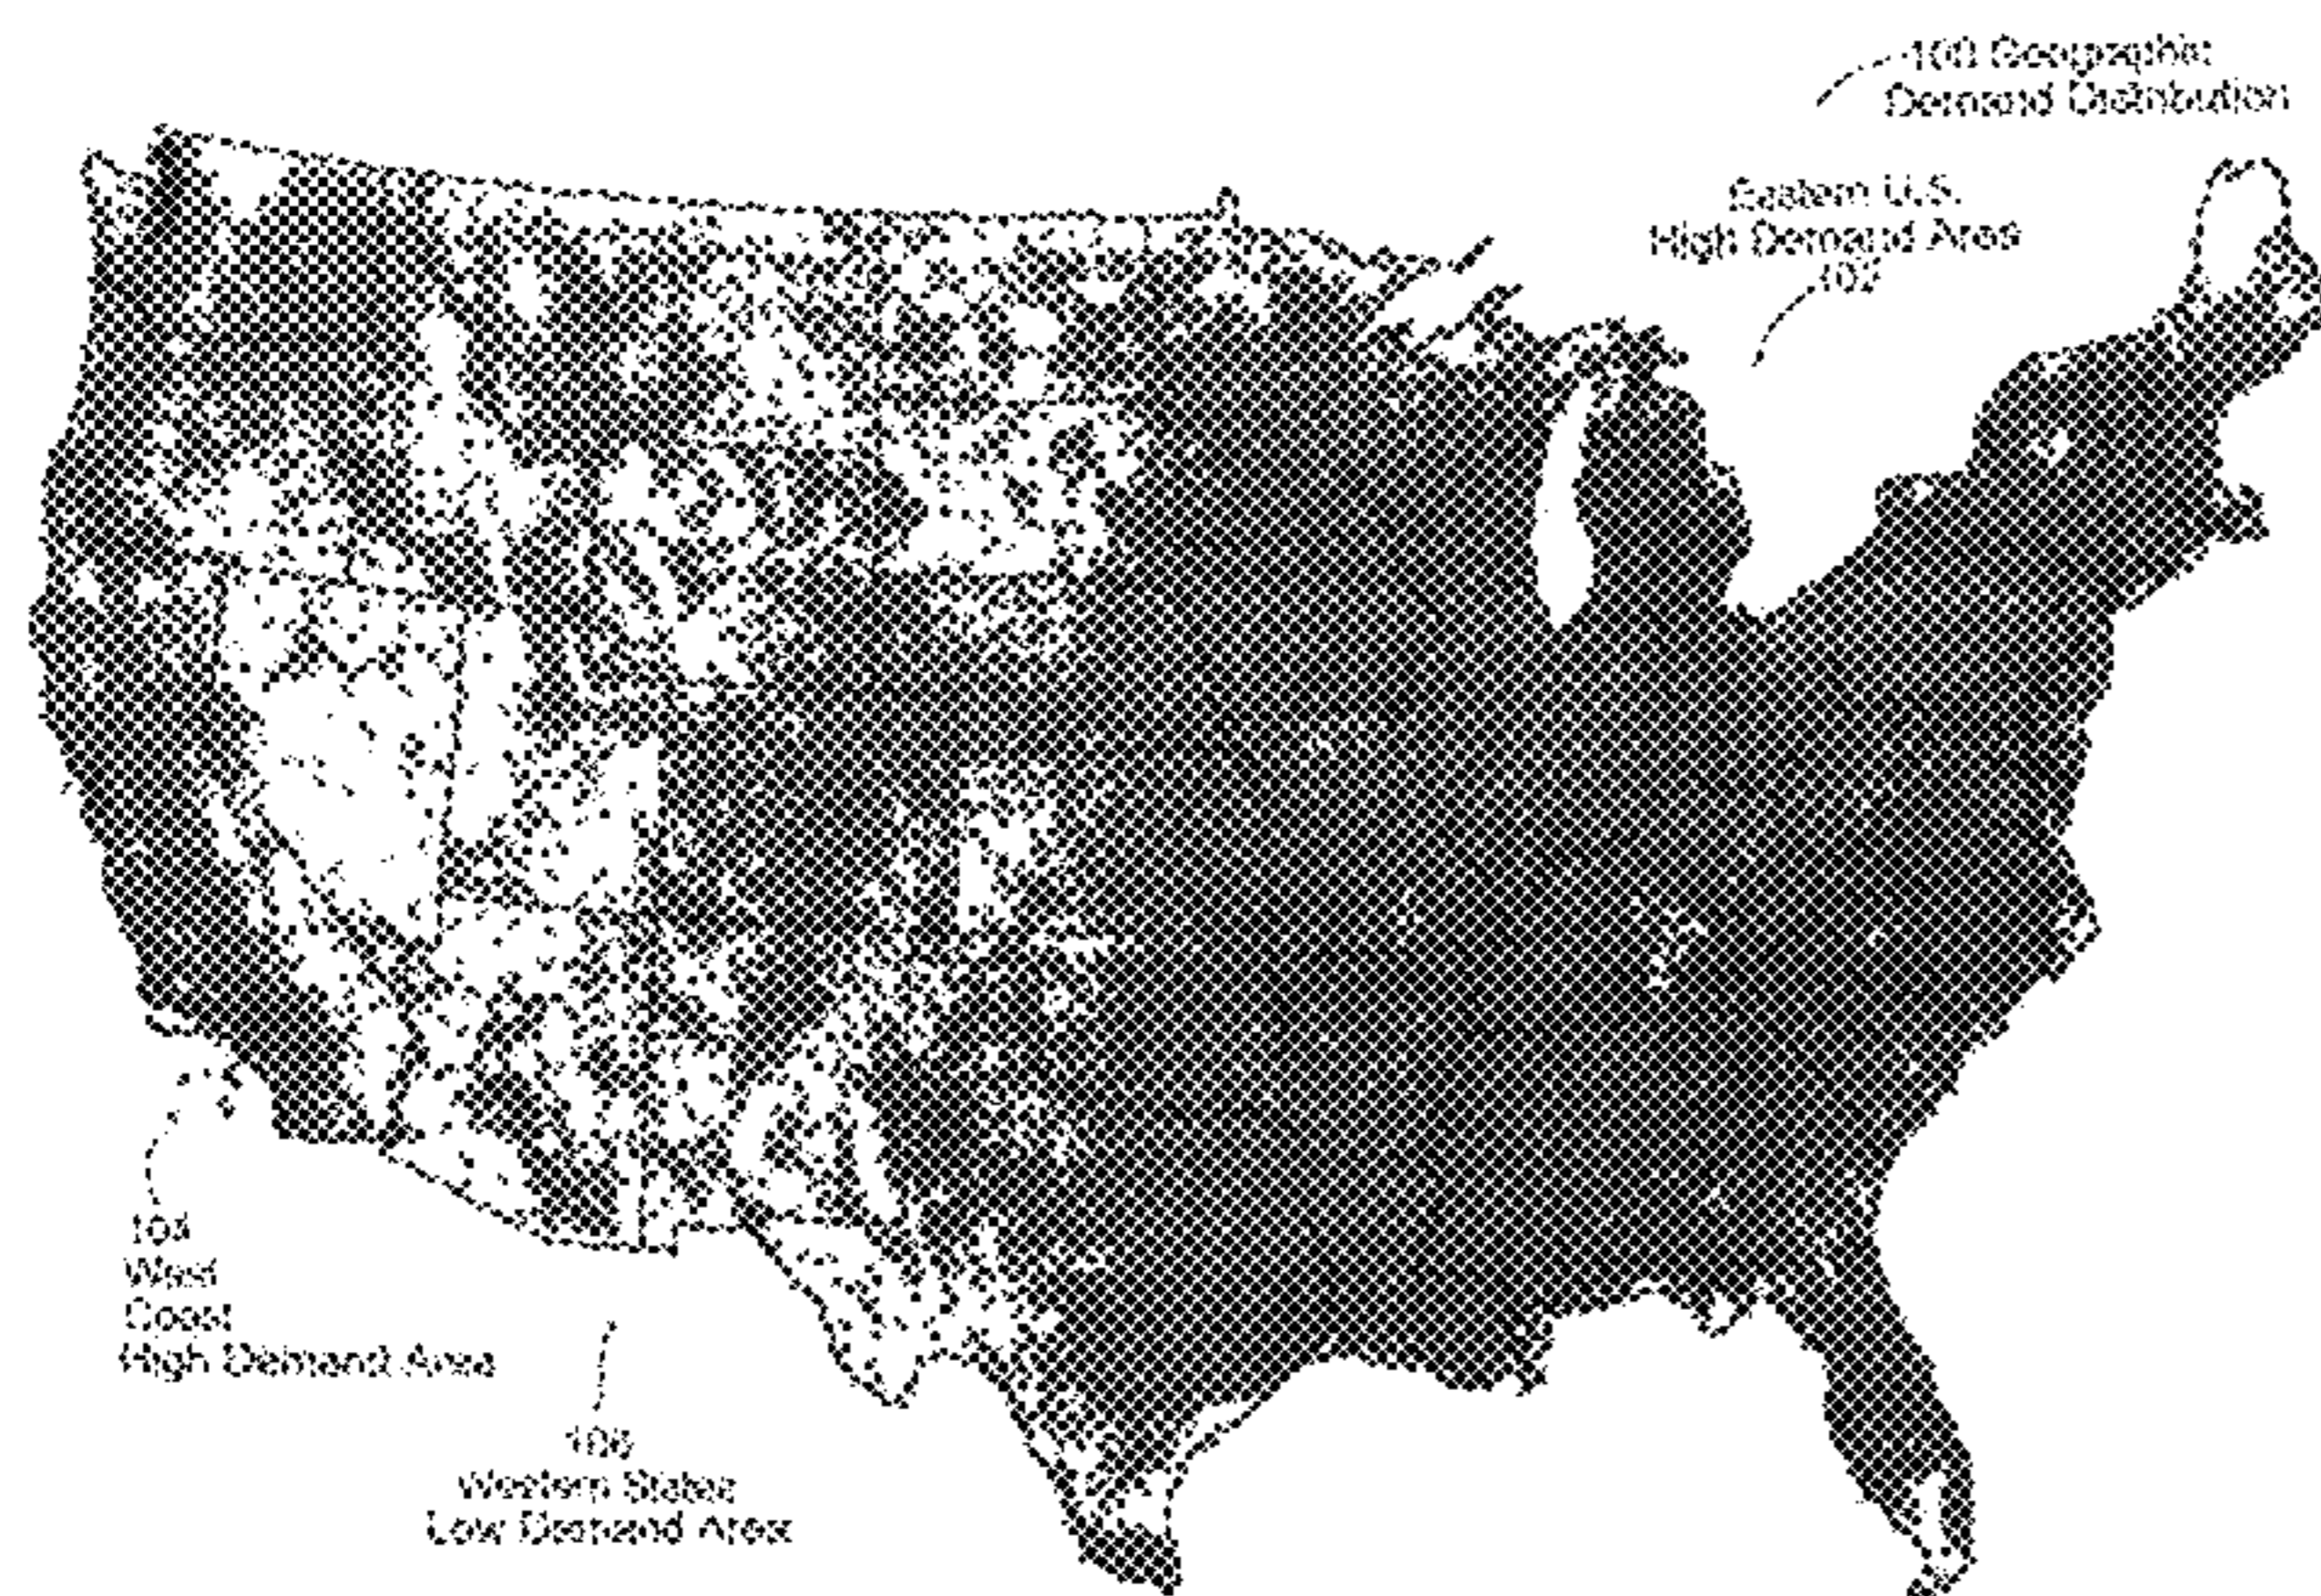 100 Geographic
Demand Distribution
Eastern U.S.
High Demand Area
102
104
West
Coast
High Demand Area
106
Western States
Low Demand Area